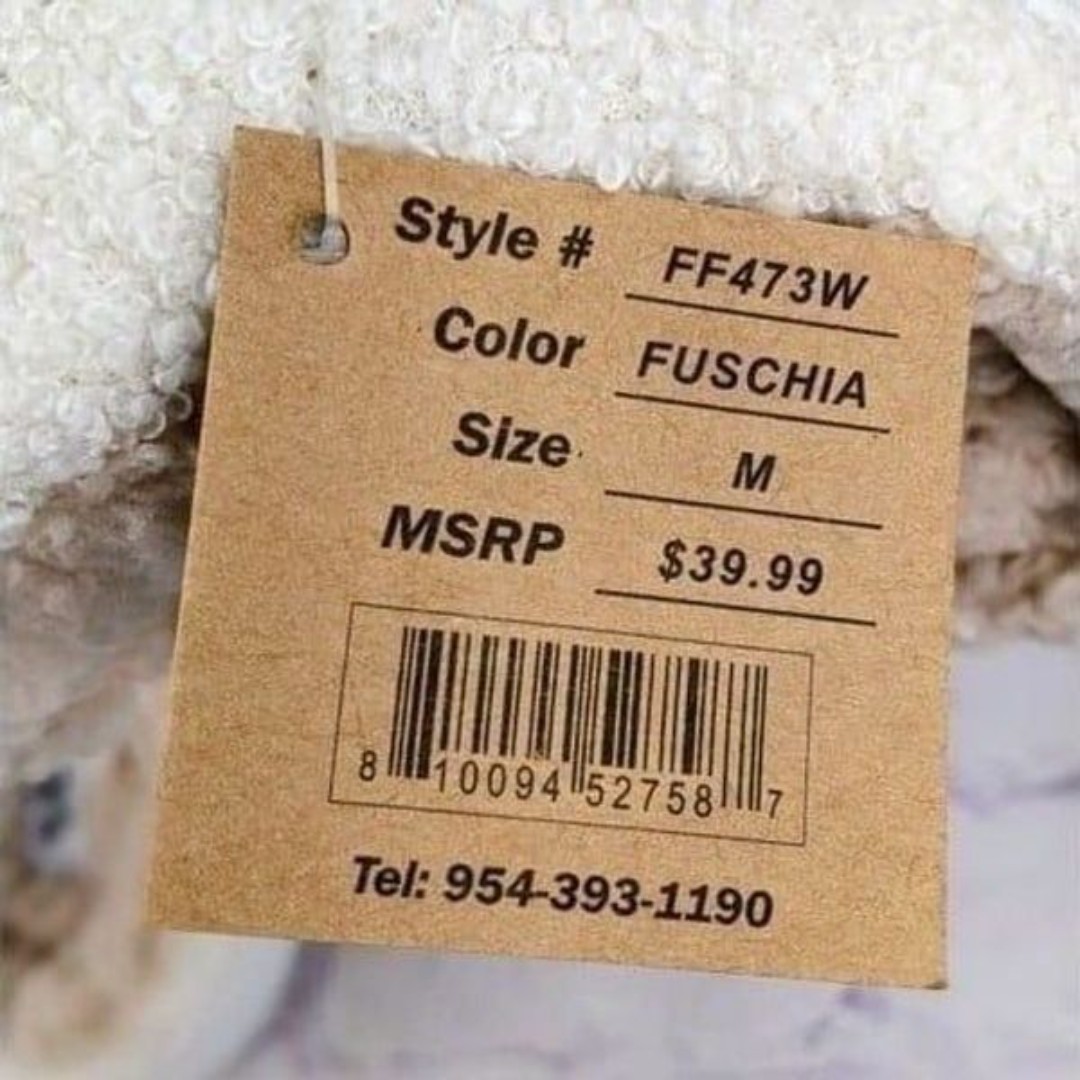 Style # FF473W
Color FUSCHIA
Size M
MSRP $39.99
8 10094 52758 7
Tel: 954-393-1190